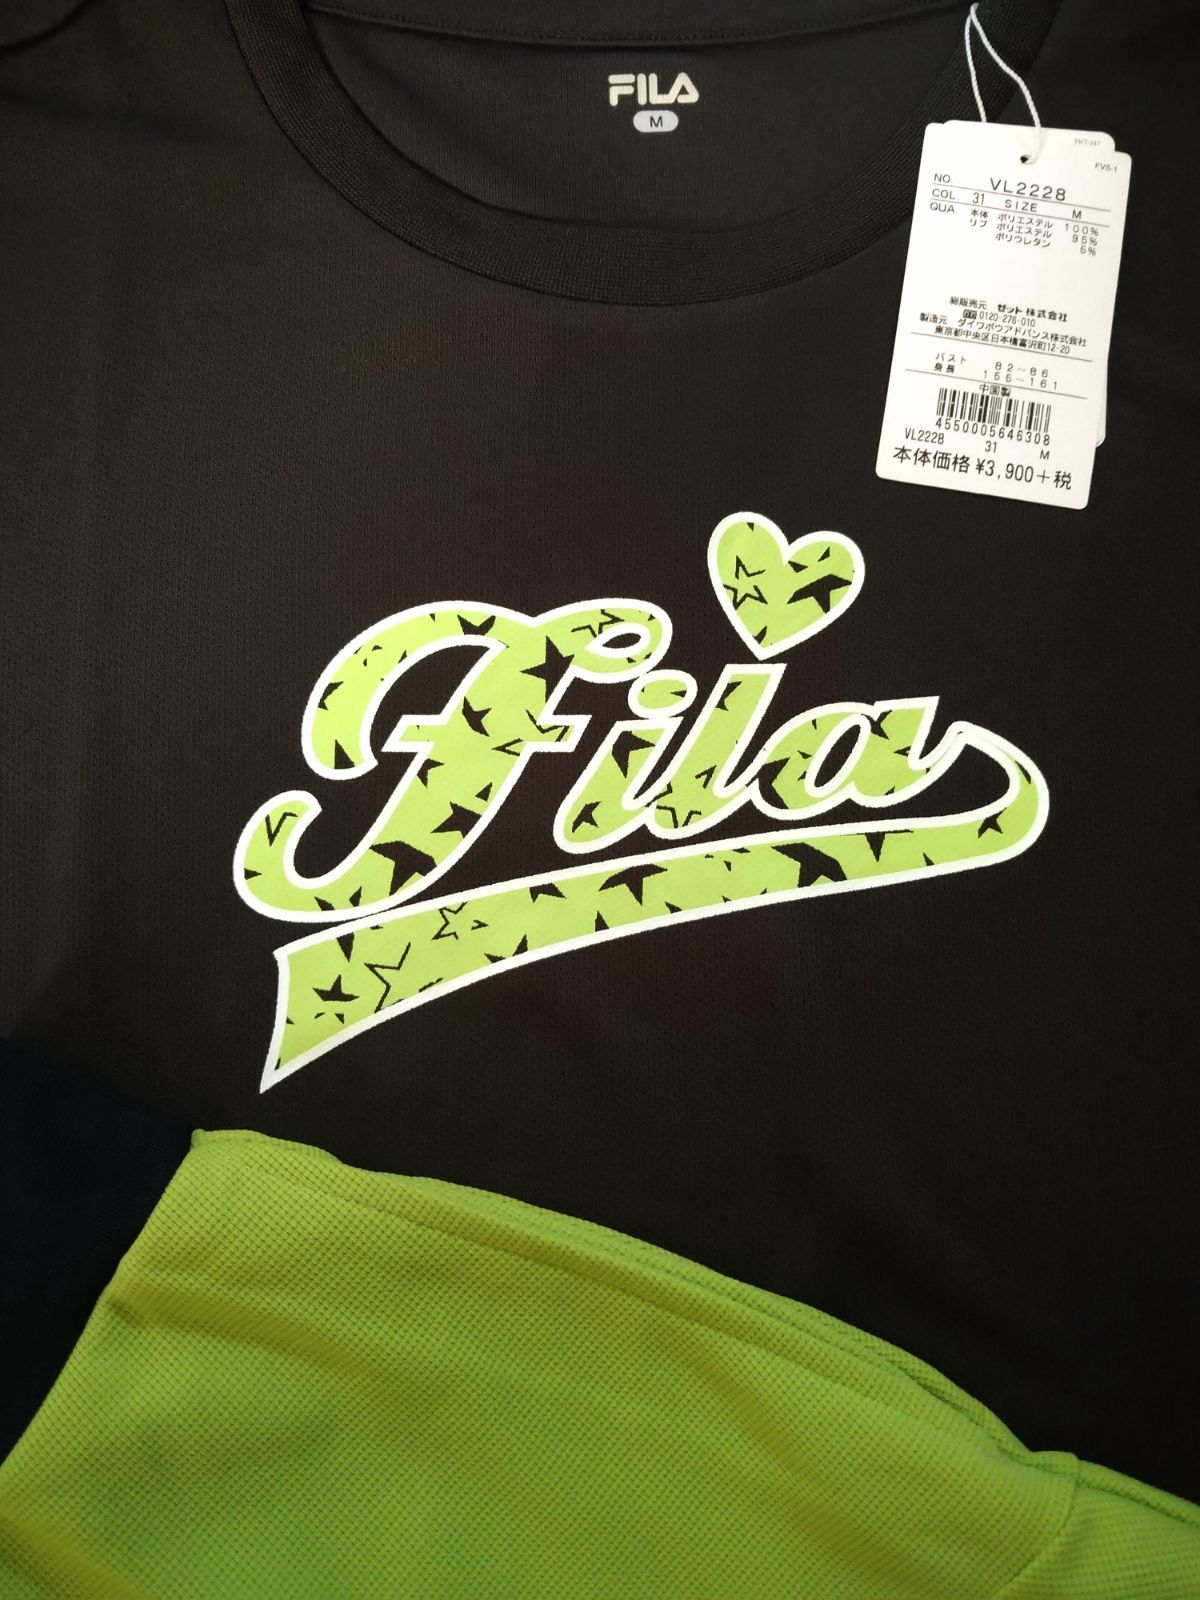 FILA
M
FKT-147
FVS-1
NO. VL2228
COL. 31 SIZE M
QUA 本体 ポリエステル 100%
リブ ポリエステル 95%
ポリウレタン 5%
総販売元 ゼット株式会社
0120-276-010
製造元 ダイワボウアドバンス株式会社
東京都中央区日本橋富沢町12-20
バスト 82~86
身長 155~161
中国製
4550005646308
VL2228 31 M
本体価格 ¥3,900+税
Fila